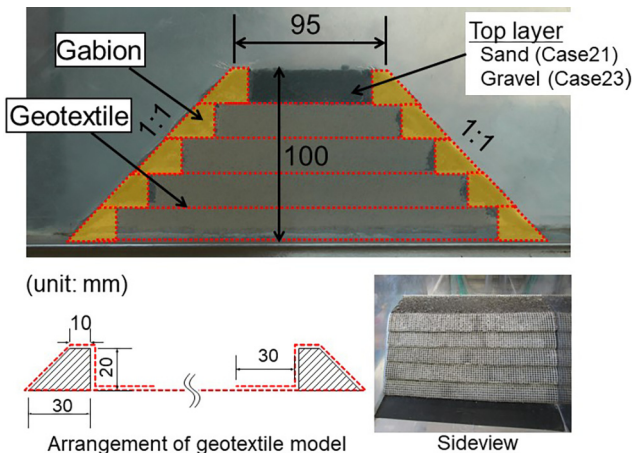 95
Top layer
Sand (Case21)
Gravel (Case23)
Gabion
Geotextile
1:1
1:1
100
(unit: mm)
10
20
30
30
Arrangement of geotextile model
Sideview